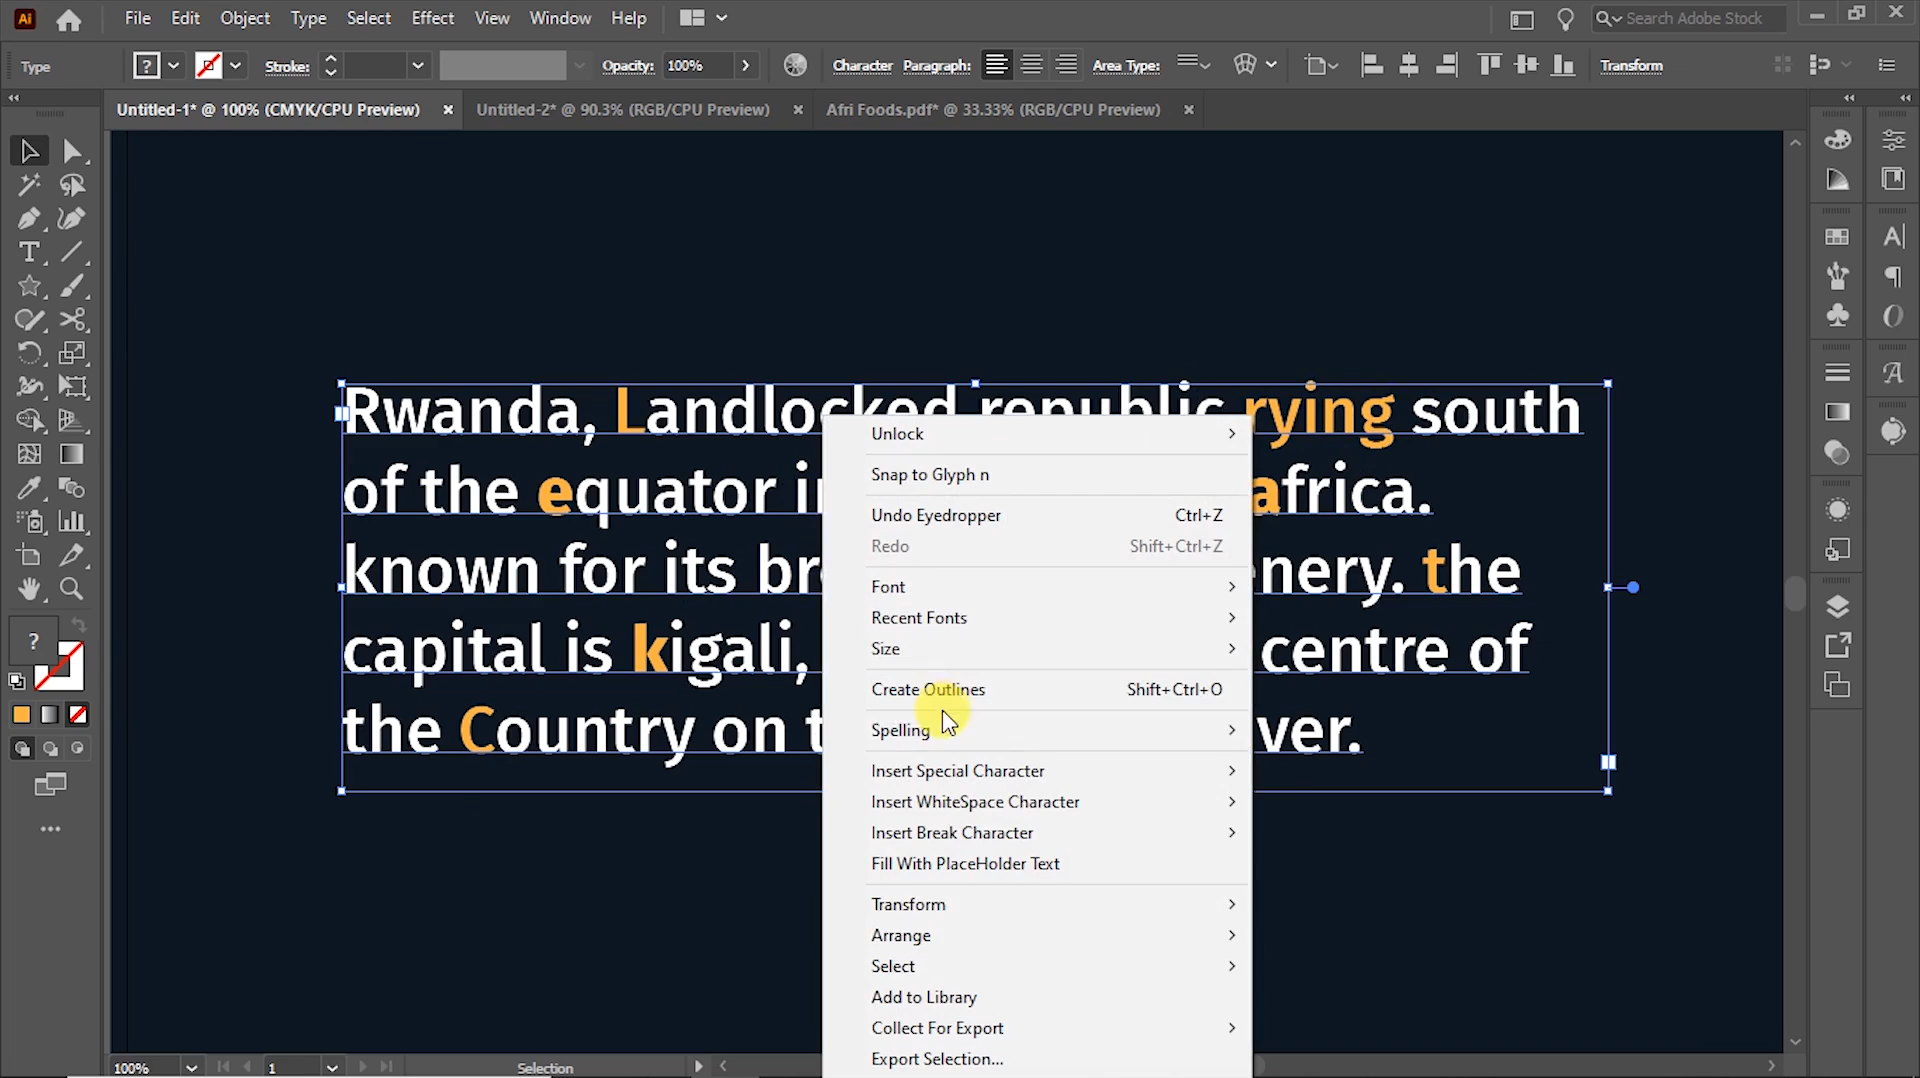 Ai File Edit Object Type Select Effect View Window Help Search Adobe Stock
Type ? Stroke: Opacity: 100% Character Paragraph: Area Type: Transform
Untitled-1* @ 100% (CMYK/CPU Preview) × Untitled-2* @ 90.3% (RGB/CPU Preview) × Afri Foods.pdf* @ 33.33% (RGB/CPU Preview) ×
Rwanda, Landlocked republic rying south
of the equator africa.
known for its enery. the
capital is kigali, centre of
the Country on ver.
Unlock
Snap to Glyph n
Undo Eyedropper Ctrl+Z
Redo Shift+Ctrl+Z
Font
Recent Fonts
Size
Create Outlines Shift+Ctrl+O
Spelling
Insert Special Character
Insert WhiteSpace Character
Insert Break Character
Fill With PlaceHolder Text
Transform
Arrange
Select
Add to Library
Collect For Export
Export Selection...
?
100% 1 Selection